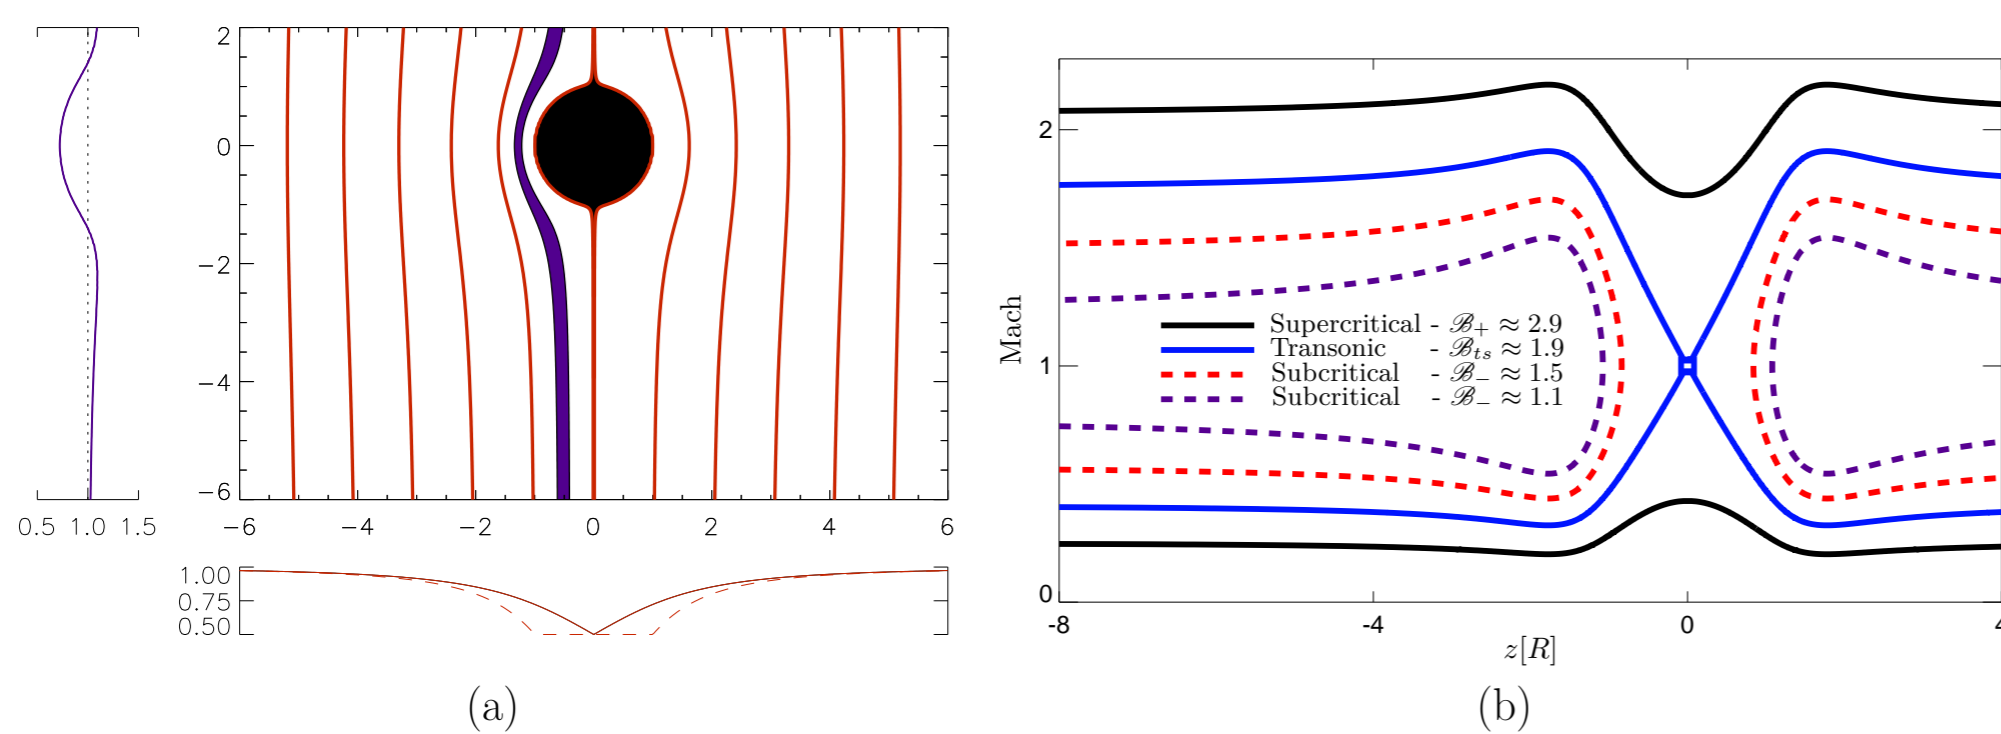 2
0
−2
−4
−6
0.5 1.0 1.5
−6 −4 −2 0 2 4 6
1.00
0.75
0.50
(a)
2
1
0
Mach
Supercritical - ℬ₊ ≈ 2.9
Transonic - ℬₜₛ ≈ 1.9
Subcritical - ℬ₋ ≈ 1.5
Subcritical - ℬ₋ ≈ 1.1
-8 -4 0 4
z[R]
(b)